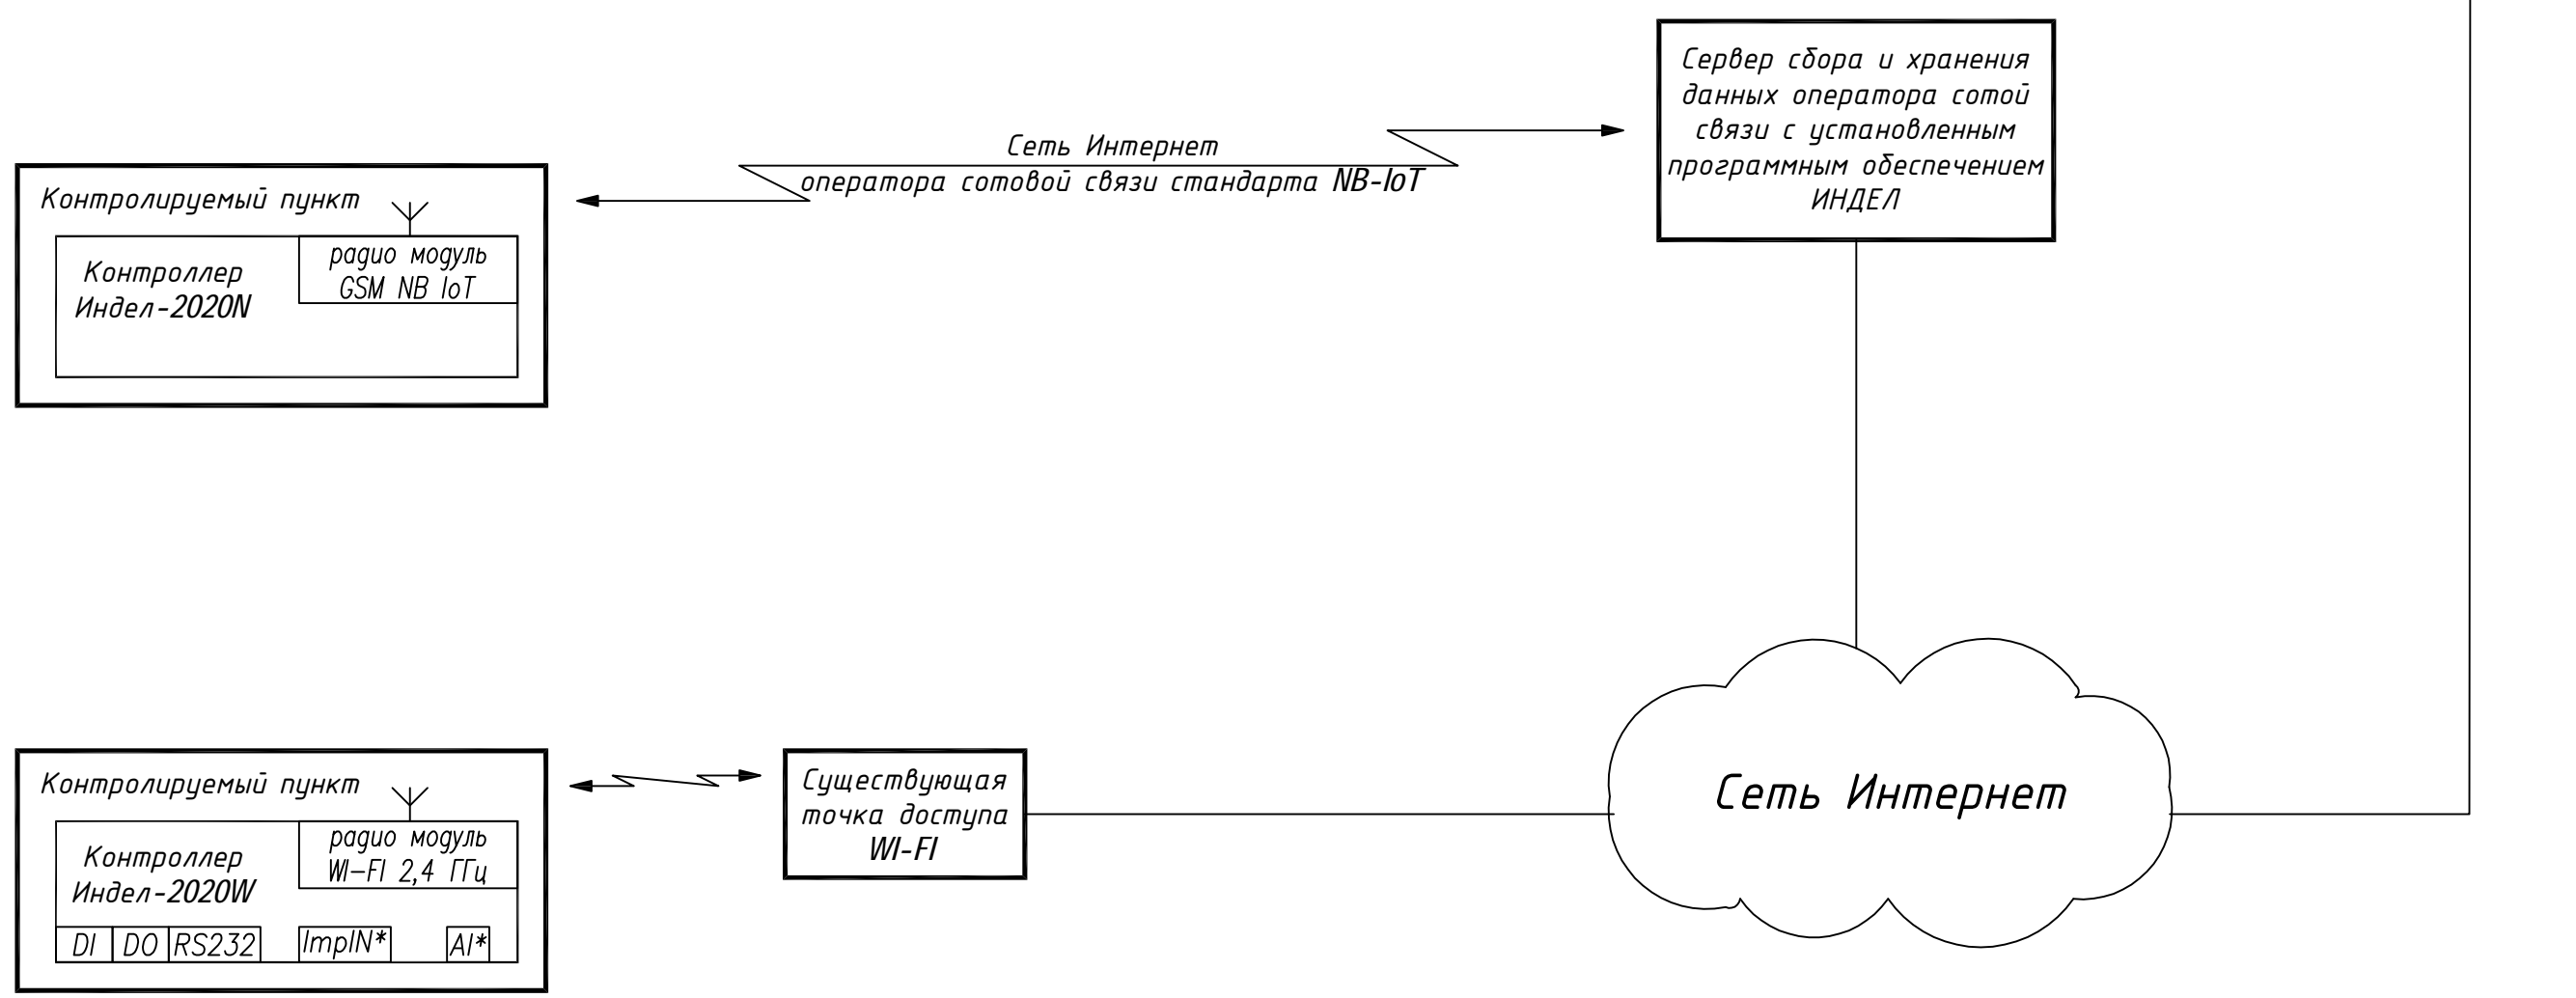 Сервер сбора и хранения
данных оператора сотой
связи с установленным
программным обеспечением
ИНДЕЛ
Сеть Интернет
оператора сотовой связи стандарта NB-IoT
Контролируемый пункт
радио модуль
GSM NB IoT
Контроллер
Индел-2020N
Контролируемый пункт
радио модуль
WI-FI 2,4 ГГц
Контроллер
Индел-2020W
DI DO RS232 ImpIN* AI*
Существующая
точка доступа
WI-FI
Сеть Интернет